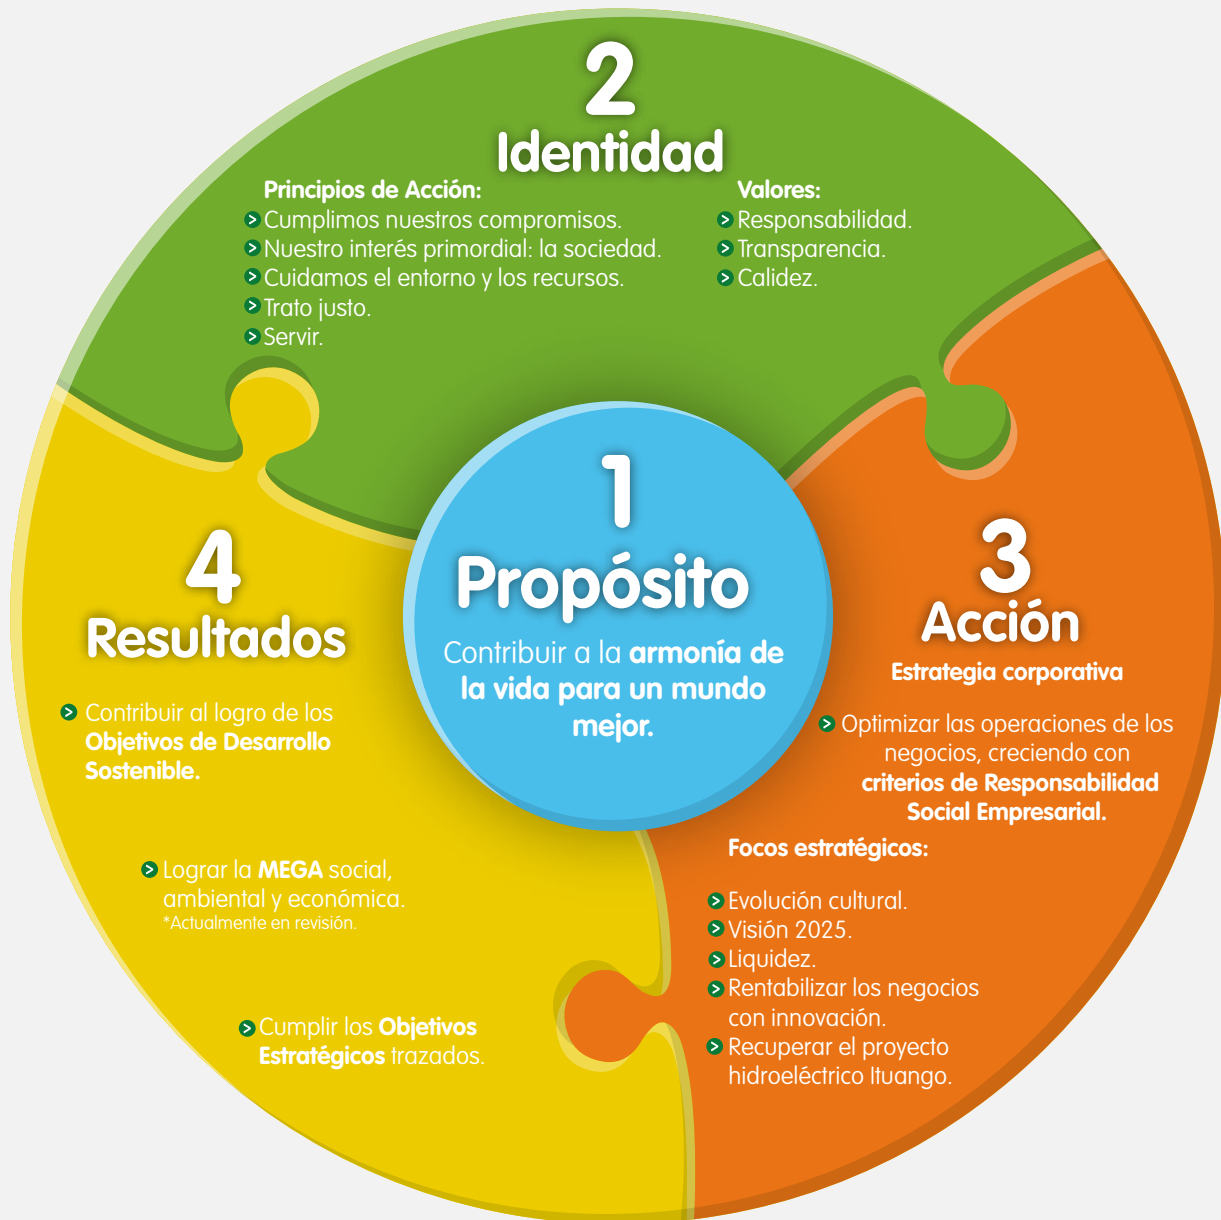 2
Identidad
Principios de Acción:
Cumplimos nuestros compromisos.
Nuestro interés primordial: la sociedad.
Cuidamos el entorno y los recursos.
Trato justo.
Servir.
Valores:
Responsabilidad.
Transparencia.
Calidez.
1
Propósito
Contribuir a la armonía de
la vida para un mundo
mejor.
3
Acción
Estrategia corporativa
Optimizar las operaciones de los
negocios, creciendo con
criterios de Responsabilidad
Social Empresarial.
Focos estratégicos:
Evolución cultural.
Visión 2025.
Liquidez.
Rentabilizar los negocios
con innovación.
Recuperar el proyecto
hidroeléctrico Ituango.
4
Resultados
Contribuir al logro de los
Objetivos de Desarrollo
Sostenible.
Lograr la MEGA social,
ambiental y económica.
*Actualmente en revisión.
Cumplir los Objetivos
Estratégicos trazados.